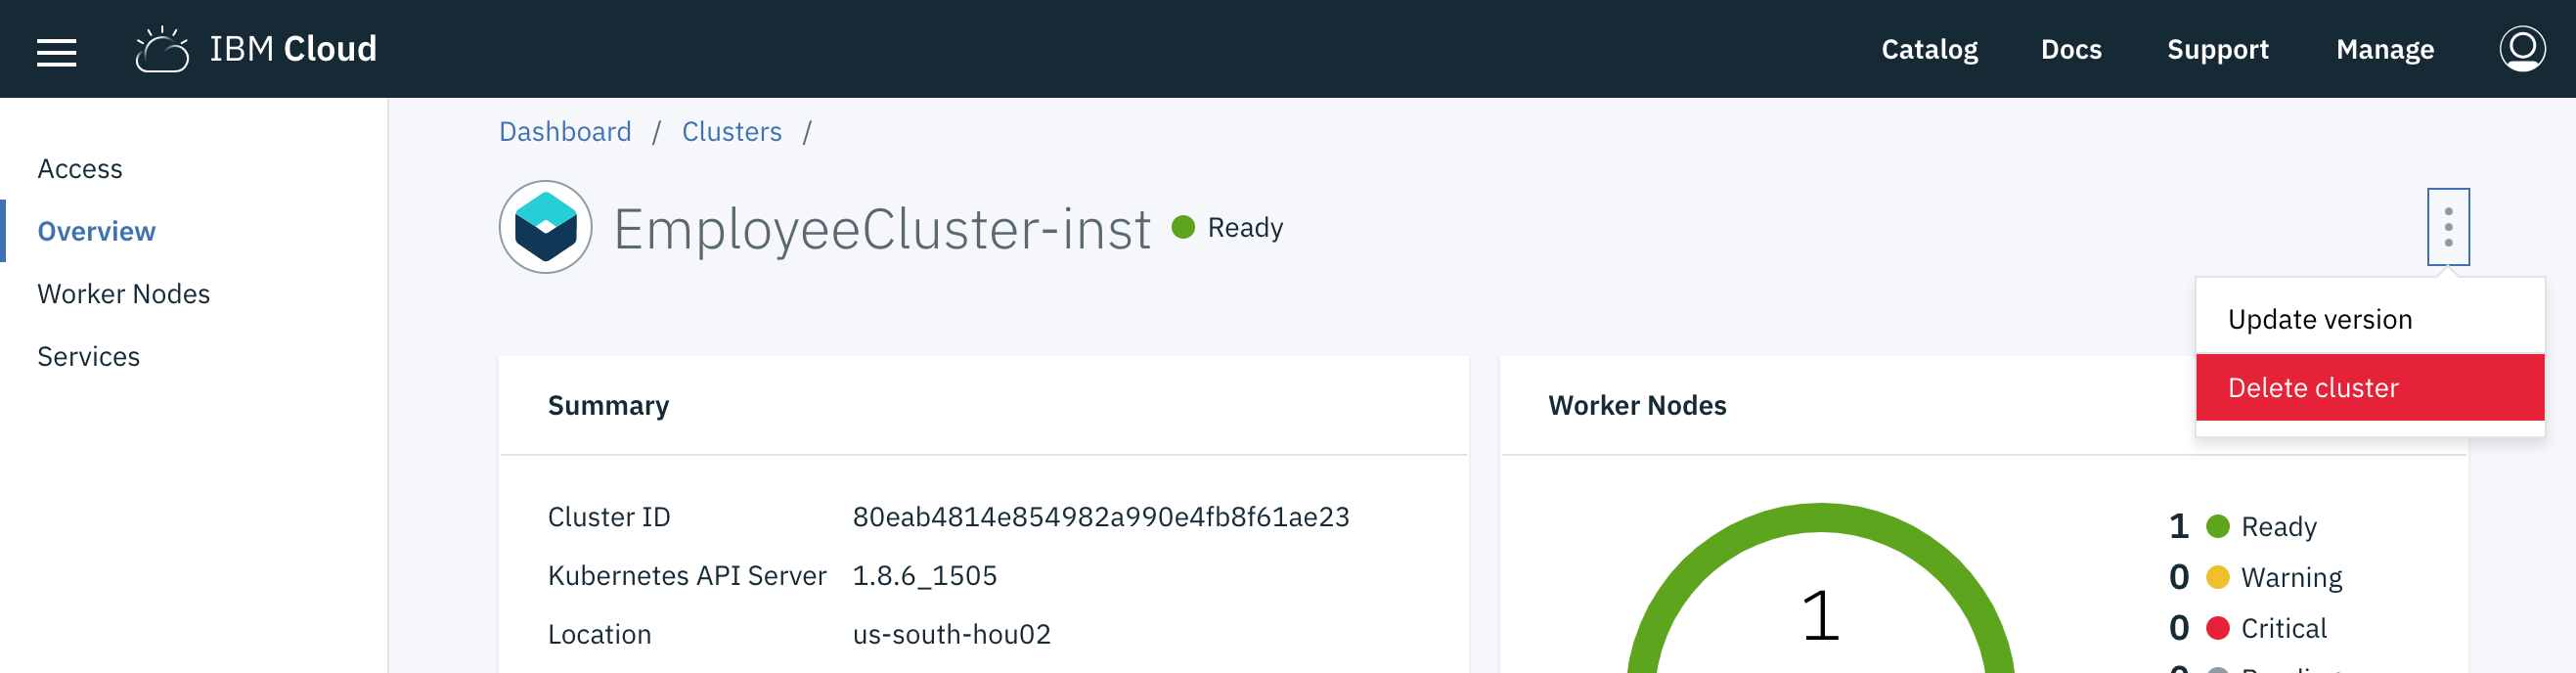 IBM Cloud
Catalog Docs Support Manage
Access
Overview
Worker Nodes
Services
Dashboard / Clusters /
EmployeeCluster-inst Ready
Update version
Delete cluster
Summary
Cluster ID 80eab4814e854982a990e4fb8f61ae23
Kubernetes API Server 1.8.6_1505
Location us-south-hou02
Worker Nodes
1
1 Ready
0 Warning
0 Critical